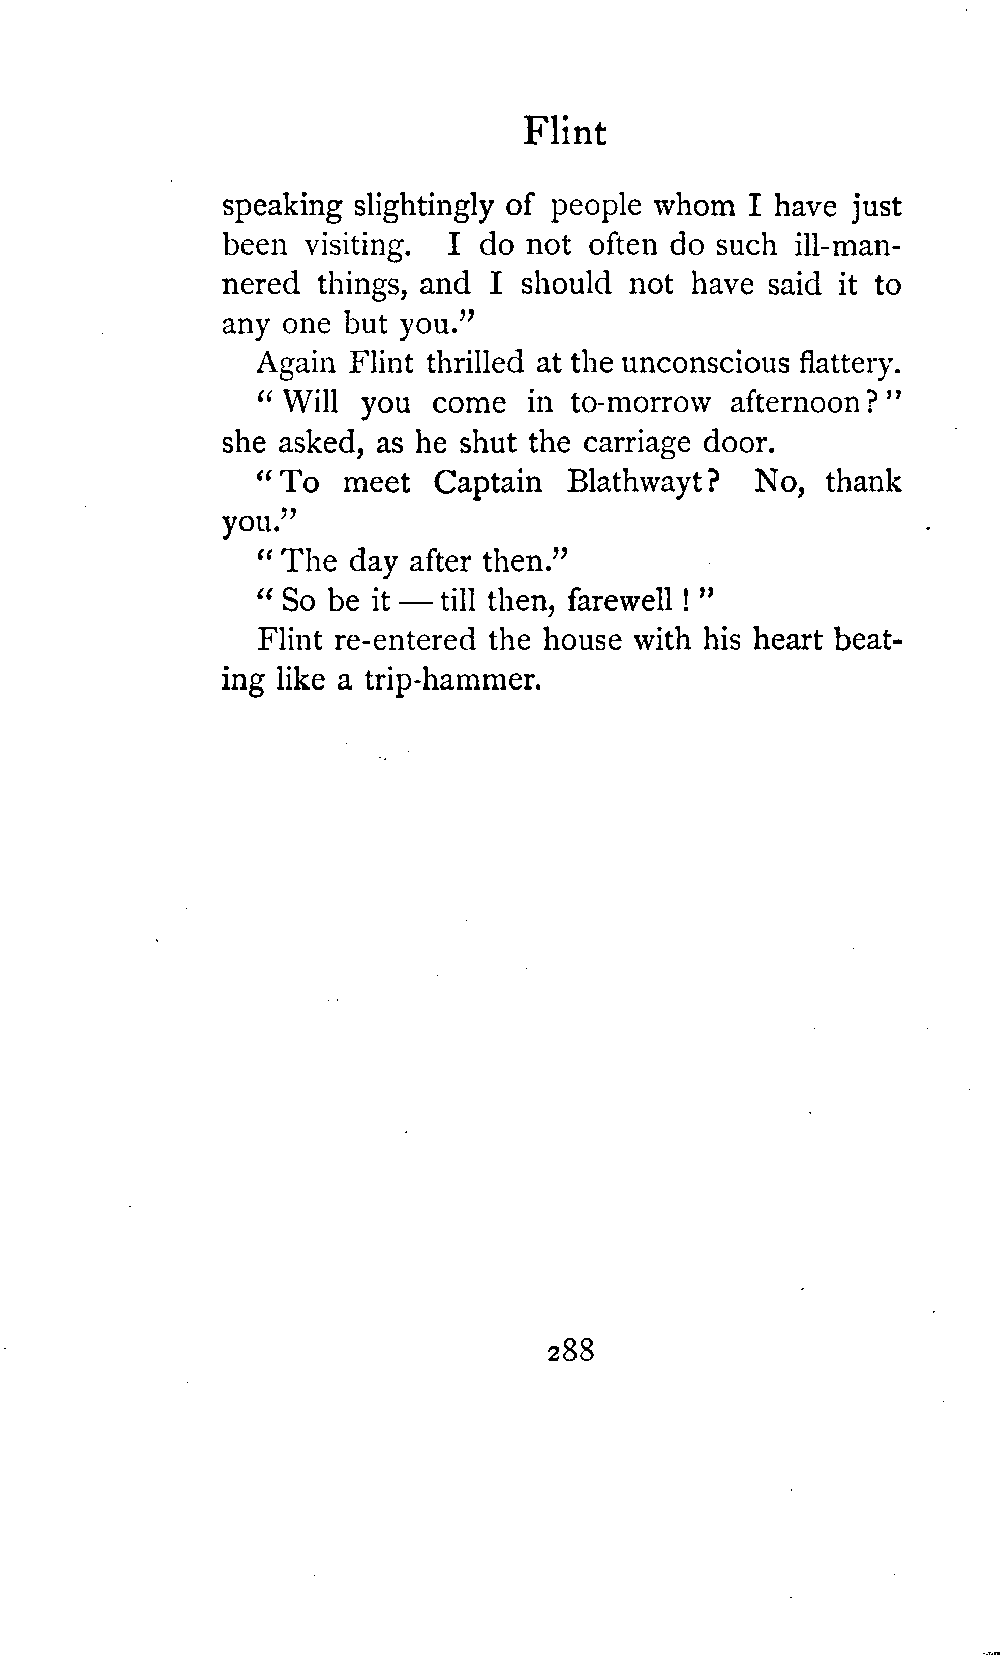 Flint
speaking slightingly of people whom I have just
been visiting. I do not often do such ill-man-
nered things, and I should not have said it to
any one but you."
Again Flint thrilled at the unconscious flattery.
"Will you come in to-morrow afternoon?"
she asked, as he shut the carriage door.
"To meet Captain Blathwayt? No, thank
you."
"The day after then."
"So be it — till then, farewell!"
Flint re-entered the house with his heart beat-
ing like a trip-hammer.
288